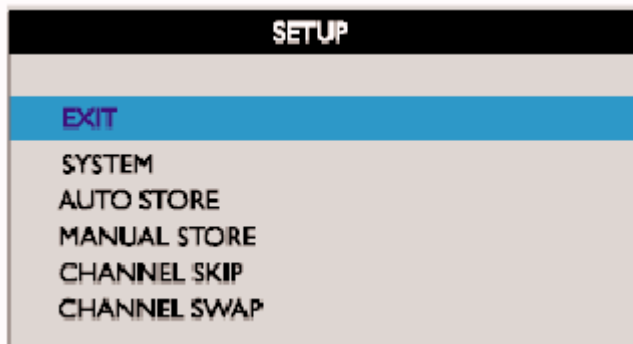 SETUP
EXIT
SYSTEM
AUTO STORE
MANUAL STORE
CHANNEL SKIP
CHANNEL SWAP